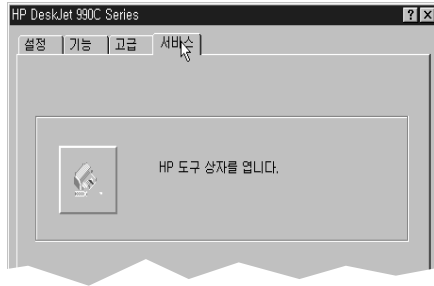 HP DeskJet 990C Series
설정 기능 고급 서비스
HP 도구 상자를 엽니다.